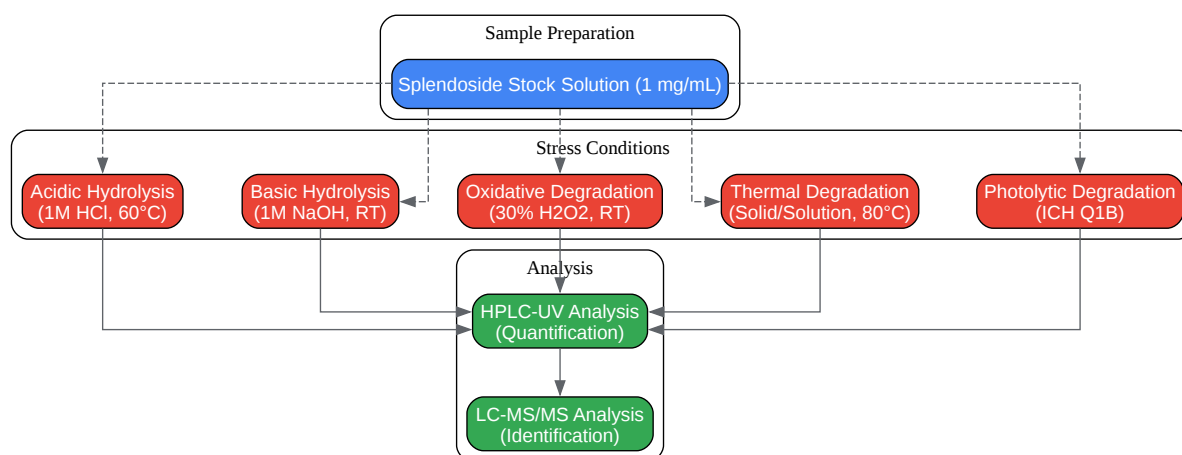 Sample Preparation
Splendoside Stock Solution (1 mg/mL)
Stress Conditions
Acidic Hydrolysis
(1M HCl, 60°C)
Basic Hydrolysis
(1M NaOH, RT)
Oxidative Degradation
(30% H2O2, RT)
Thermal Degradation
(Solid/Solution, 80°C)
Photolytic Degradation
(ICH Q1B)
Analysis
HPLC-UV Analysis
(Quantification)
LC-MS/MS Analysis
(Identification)